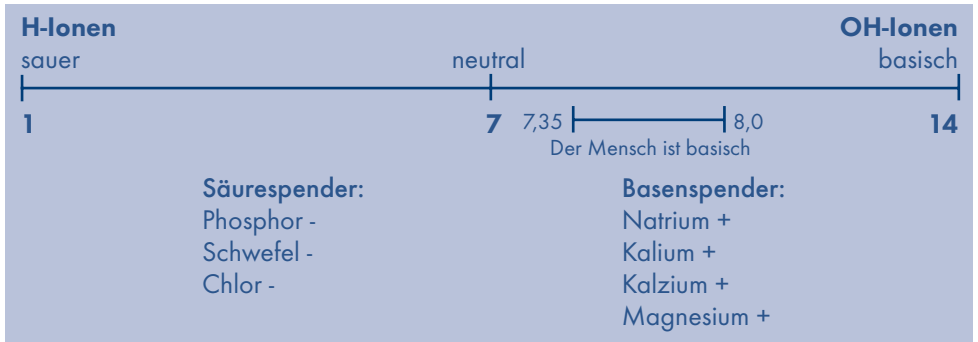 H-Ionen OH-Ionen
sauer neutral basisch
1 7 7,35 8,0 14
Der Mensch ist basisch
Säurespender:
Phosphor -
Schwefel -
Chlor -
Basenspender:
Natrium +
Kalium +
Kalzium +
Magnesium +